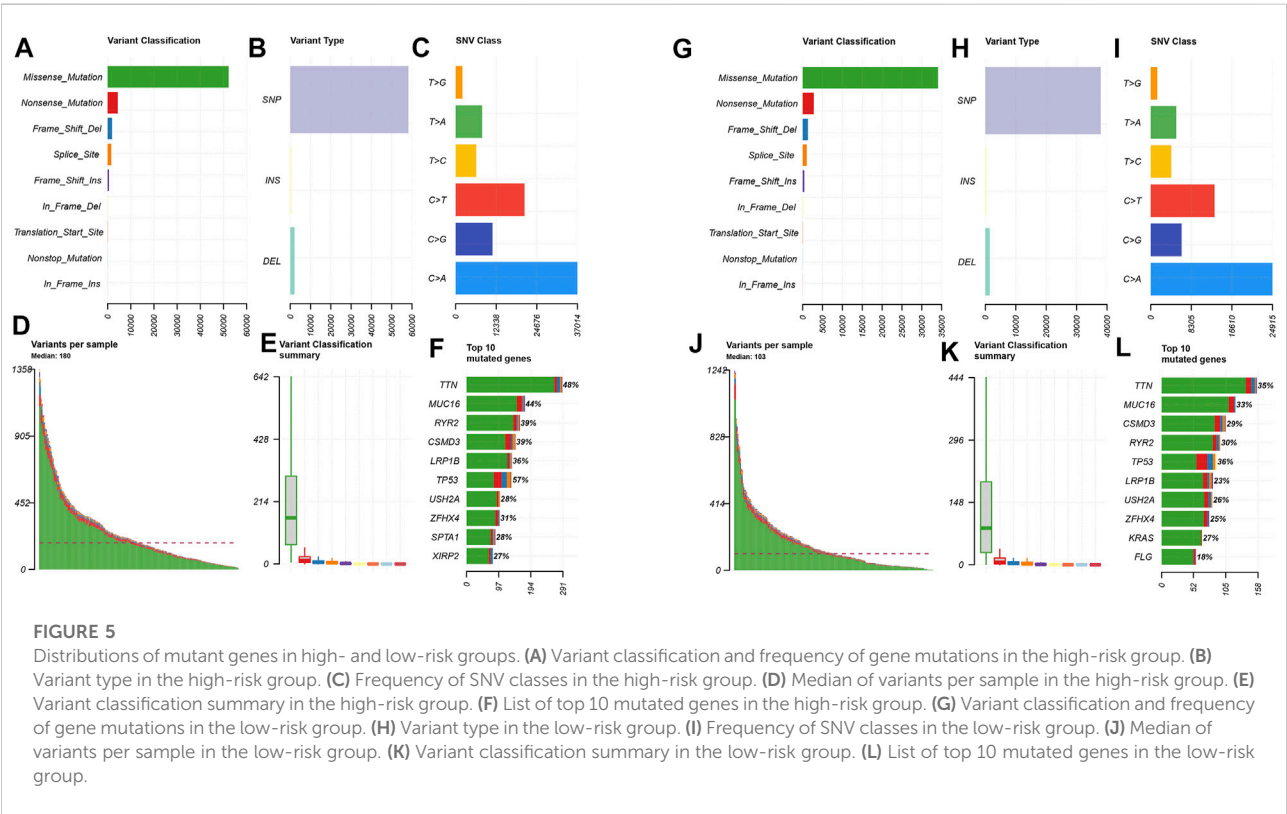 A
Variant Classification
Missense_Mutation
Nonsense_Mutation
Frame_Shift_Del
Splice_Site
Frame_Shift_Ins
In_Frame_Del
Translation_Start_Site
Nonstop_Mutation
In_Frame_Ins
0
10000
20000
30000
40000
50000
60000
B
Variant Type
SNP
INS
DEL
0
10000
20000
30000
40000
50000
60000
C
SNV Class
T>G
T>A
T>C
C>T
C>G
C>A
0
12338
24676
37014
D
Variants per sample
Median: 180
1359
905
452
0
E
Variant Classification
summary
642
428
214
0
F
Top 10
mutated genes
TTN 48%
MUC16 44%
RYR2 39%
CSMD3 39%
LRP1B 36%
TP53 57%
USH2A 28%
ZFHX4 31%
SPTA1 28%
XIRP2 27%
0
97
194
291
G
Variant Classification
Missense_Mutation
Nonsense_Mutation
Frame_Shift_Del
Splice_Site
Frame_Shift_Ins
In_Frame_Del
Translation_Start_Site
Nonstop_Mutation
In_Frame_Ins
0
5000
10000
15000
20000
25000
30000
35000
H
Variant Type
SNP
INS
DEL
0
10000
20000
30000
40000
I
SNV Class
T>G
T>A
T>C
C>T
C>G
C>A
0
8305
16610
24915
J
Variants per sample
Median: 103
1242
828
414
0
K
Variant Classification
summary
444
296
148
0
L
Top 10
mutated genes
TTN 35%
MUC16 33%
CSMD3 29%
RYR2 30%
TP53 36%
LRP1B 23%
USH2A 26%
ZFHX4 25%
KRAS 27%
FLG 18%
0
52
105
158
FIGURE 5
Distributions of mutant genes in high- and low-risk groups. (A) Variant classification and frequency of gene mutations in the high-risk group. (B)
Variant type in the high-risk group. (C) Frequency of SNV classes in the high-risk group. (D) Median of variants per sample in the high-risk group. (E)
Variant classification summary in the high-risk group. (F) List of top 10 mutated genes in the high-risk group. (G) Variant classification and frequency
of gene mutations in the low-risk group. (H) Variant type in the low-risk group. (I) Frequency of SNV classes in the low-risk group. (J) Median of
variants per sample in the low-risk group. (K) Variant classification summary in the low-risk group. (L) List of top 10 mutated genes in the low-risk
group.